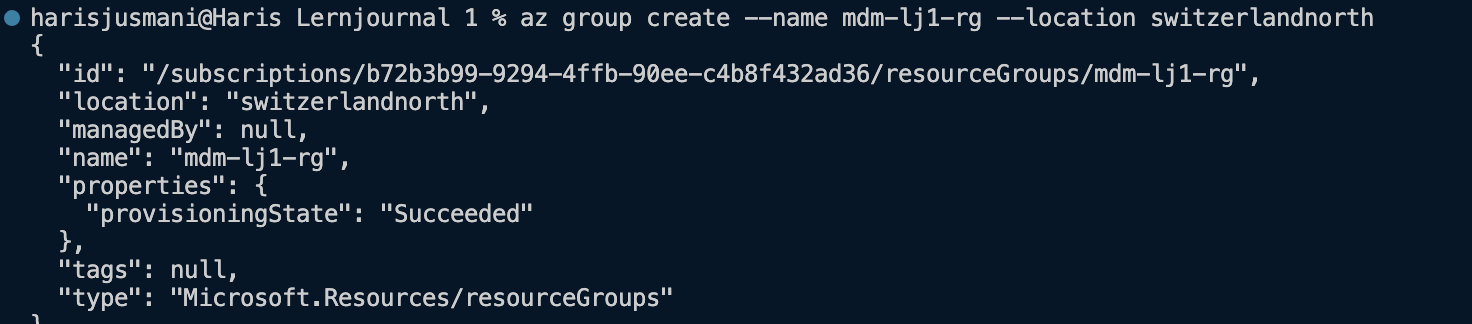 harisjusmani@Haris Lernjournal 1 % az group create --name mdm-lj1-rg --location switzerlandnorth
{
  "id": "/subscriptions/b72b3b99-9294-4ffb-90ee-c4b8f432ad36/resourceGroups/mdm-lj1-rg",
  "location": "switzerlandnorth",
  "managedBy": null,
  "name": "mdm-lj1-rg",
  "properties": {
    "provisioningState": "Succeeded"
  },
  "tags": null,
  "type": "Microsoft.Resources/resourceGroups"
}